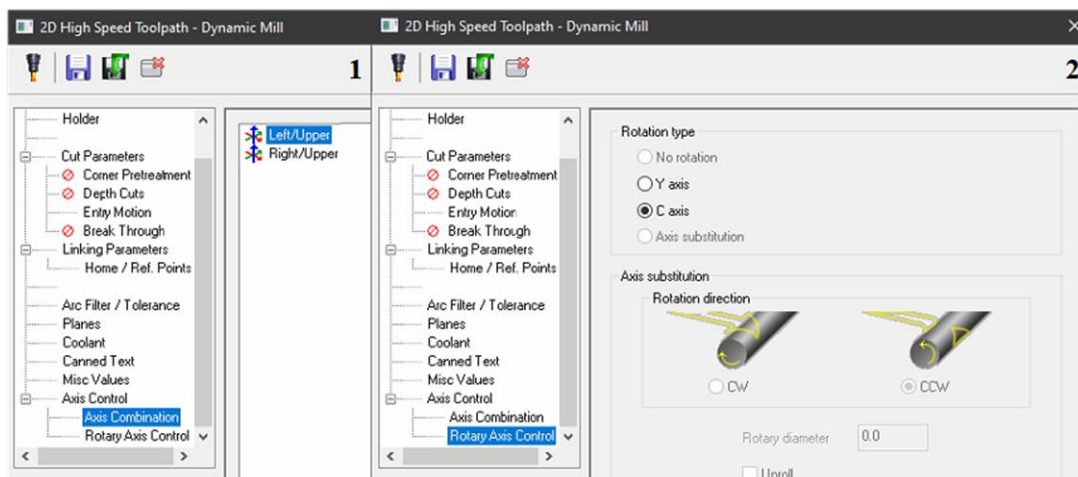 2D High Speed Toolpath - Dynamic Mill
1
Holder
Cut Parameters
Corner Pretreatment
Depth Cuts
Entry Motion
Break Through
Linking Parameters
Home / Ref. Points
Arc Filter / Tolerance
Planes
Coolant
Canned Text
Misc Values
Axis Control
Axis Combination
Rotary Axis Control
Left/Upper
Right/Upper
2D High Speed Toolpath - Dynamic Mill
2
Holder
Cut Parameters
Corner Pretreatment
Depth Cuts
Entry Motion
Break Through
Linking Parameters
Home / Ref. Points
Arc Filter / Tolerance
Planes
Coolant
Canned Text
Misc Values
Axis Control
Axis Combination
Rotary Axis Control
Rotation type
No rotation
Y axis
C axis
Axis substitution
Axis substitution
Rotation direction
CW
CCW
Rotary diameter 0.0
Unroll